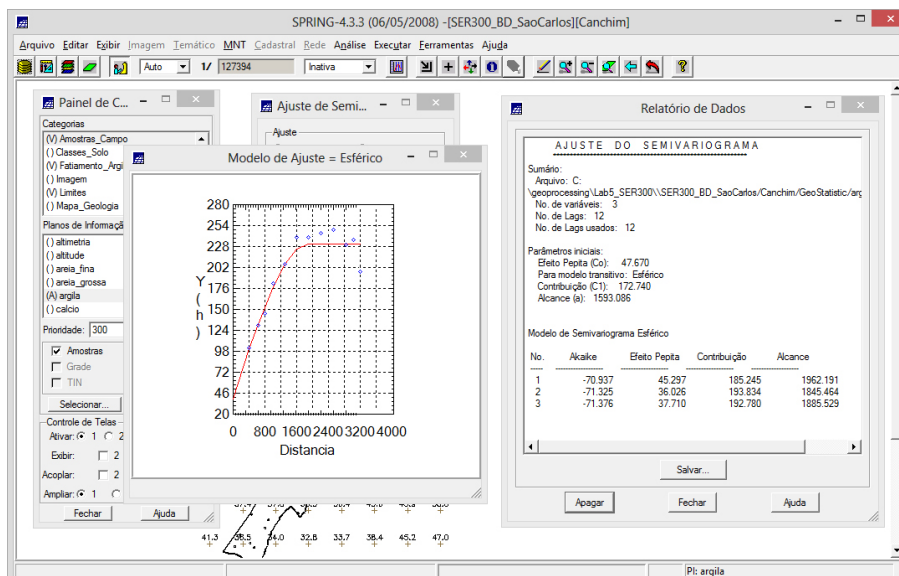 SPRING-4.3.3 (06/05/2008) -[SER300_BD_SaoCarlos][Canchim]
Arquivo Editar Exibir Imagem Temático MNT Cadastral Rede Análise Executar Ferramentas Ajuda
Auto 1/ 127394 Inativa
Painel de C...
Categorias
(V) Amostras_Campo
() Classes_Solo
(V) Fatiamento_Argi
() Imagem
(V) Limites
() Mapa_Geologia
Planos de Informaçã
() altimetria
() altitude
() areia_fina
() areia_grossa
(A) argila
() calcio
Prioridade: 300
Amostras
Grade
TIN
Selecionar...
Controle de Telas
Ativar: 1 2
Exibir: 2
Acoplar: 2
Ampliar: 1
Fechar Ajuda
Ajuste de Semi...
Ajuste
Modelo de Ajuste = Esférico
280
254
228
202
176
150
124
98
72
46
20
Y(h)
0 800 1600 2400 3200 4000
Distancia
Relatório de Dados
AJUSTE DO SEMIVARIOGRAMA
Sumário:
Arquivo: C:
\geoprocessing\Lab5_SER300\\SER300_BD_SaoCarlos/Canchim/GeoStatistic/arg
No. de variáveis: 3
No. de Lags: 12
No. de Lags usados: 12
Parâmetros iniciais:
Efeito Pepita (Co): 47.670
Para modelo transitivo: Esférico
Contribuição (C1): 172.740
Alcance (a): 1593.086
Modelo de Semivariograma Esférico
No. Akaike Efeito Pepita Contribuição Alcance
1 -70.937 45.297 185.245 1962.191
2 -71.325 36.026 193.834 1845.464
3 -71.376 37.710 192.780 1885.529
Salvar...
Apagar Fechar Ajuda
41.3 38.5 34.0 32.8 33.7 38.4 45.2 47.0
PI: argila